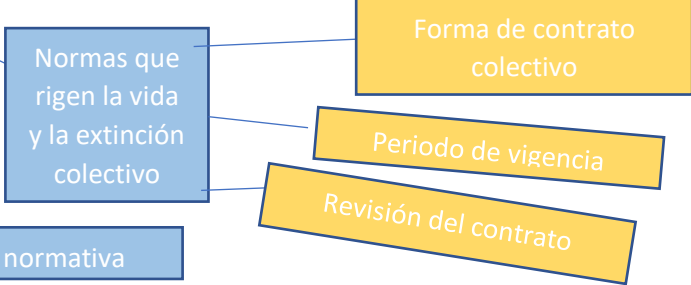 Normas que
rigen la vida
y la extinción
colectivo
Forma de contrato
colectivo
Periodo de vigencia
Revisión del contrato
normativa